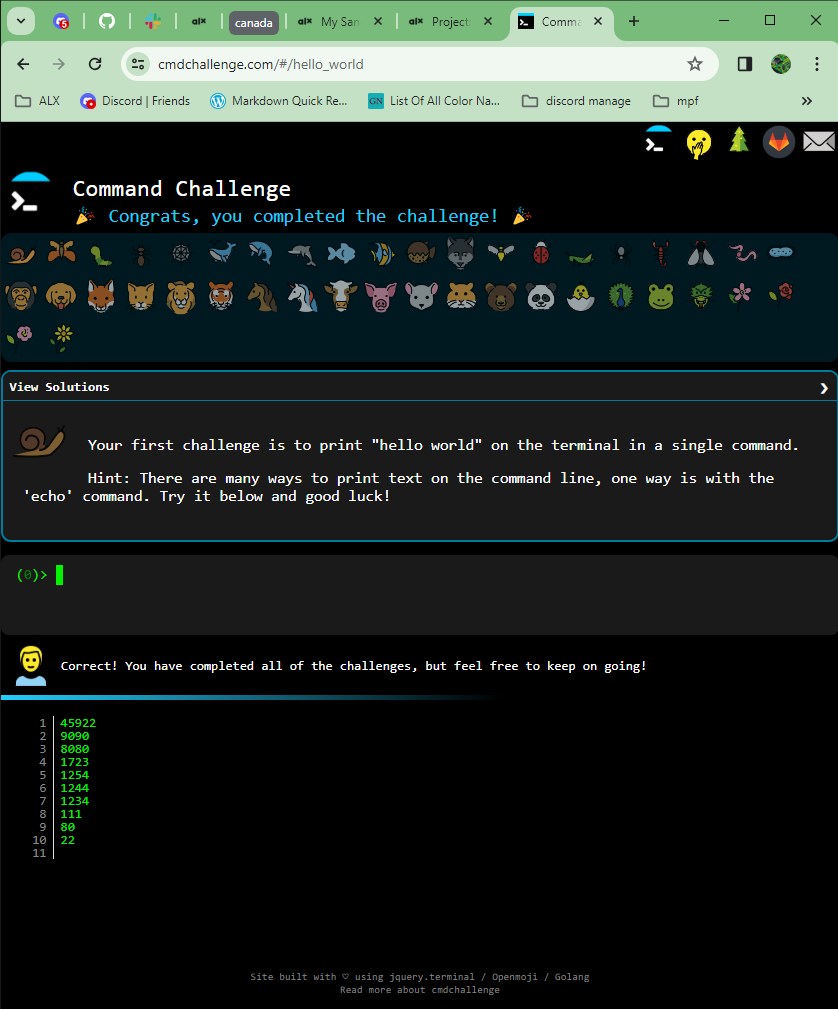 5
alx
canada
alx My San
alx Project
Comma
cmdchallenge.com/#/hello_world
ALX
Discord | Friends
Markdown Quick Re...
GN List Of All Color Na...
discord manage
mpf
»
Command Challenge
Congrats, you completed the challenge!
View Solutions
Your first challenge is to print "hello world" on the terminal in a single command.
Hint: There are many ways to print text on the command line, one way is with the
'echo' command. Try it below and good luck!
(0)>
Correct! You have completed all of the challenges, but feel free to keep on going!
1 45922
2 9090
3 8080
4 1723
5 1254
6 1244
7 1234
8 111
9 80
10 22
11
Site built with ♡ using jquery.terminal / Openmoji / Golang
Read more about cmdchallenge